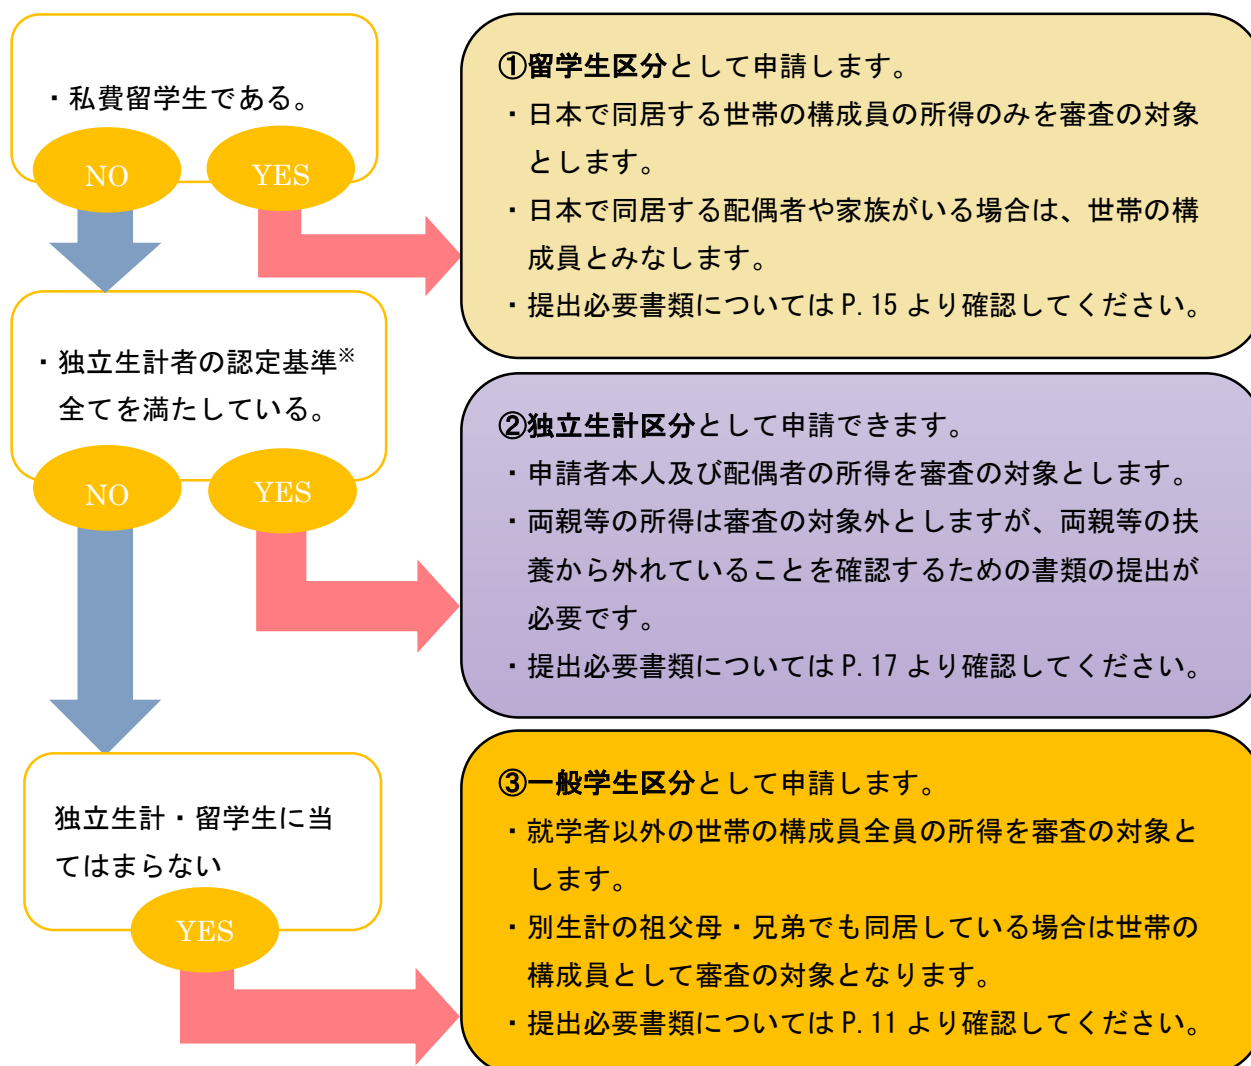 ・私費留学生である。
NO
YES
①留学生区分として申請します。
・日本で同居する世帯の構成員の所得のみを審査の対象
とします。
・日本で同居する配偶者や家族がいる場合は、世帯の構
成員とみなします。
・提出必要書類については P.15 より確認してください。
・独立生計者の認定基準※
全てを満たしている。
NO
YES
②独立生計区分として申請できます。
・申請者本人及び配偶者の所得を審査の対象とします。
・両親等の所得は審査の対象外としますが、両親等の扶
養から外れていることを確認するための書類の提出が
必要です。
・提出必要書類については P.17 より確認してください。
独立生計・留学生に当
てはまらない
YES
③一般学生区分として申請します。
・就学者以外の世帯の構成員全員の所得を審査の対象と
します。
・別生計の祖父母・兄弟でも同居している場合は世帯の
構成員として審査の対象となります。
・提出必要書類については P.11 より確認してください。